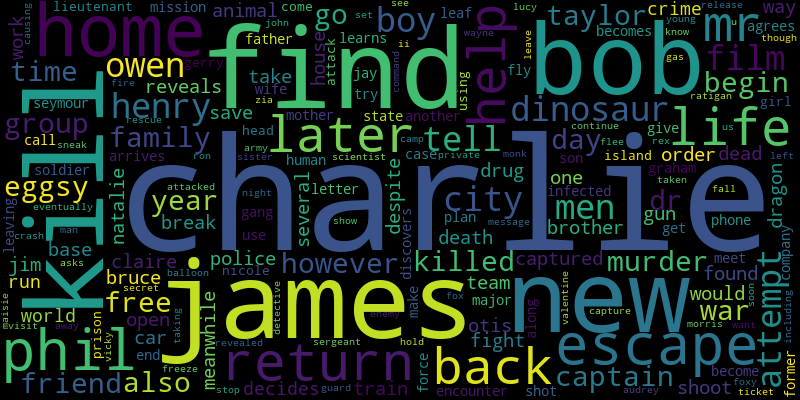 lieutenant mission animal come john set see lucy young release
work causing home father go boy leaf bob taylor crime way
gerry house attack jay learns wayne becomes agrees mr know though
time owen reveals take try find command ii using help leave fly film
seymour henry save wife zia state another gas begin
group fire rescue mother later tell dinosaur ratigan girl
call sneak family head army camp continue give us rex life
kill soldier arrives ron sister human scientist case private monk day flee island order dead left
eggsy natalie attacked several letter despite drug son one infected graham taken fall
year night charlie city men dr gun dragon
leaving eventually break gang show plan message brother phone
crash man use death get
jim base asks claire police however discovers killed captured murder meet company
run bruce nicole team found soon
maisie world secret balloon james major fox valentine new would including
visit away free detective make enemy along capture war morris want
prison vicky open taking revealed hold otis fight escape attempt
phil car meanwhile sergeant return force back captain become
friend end freeze stop guard encounter shot audrey foxy former
also decides train shoot ticket